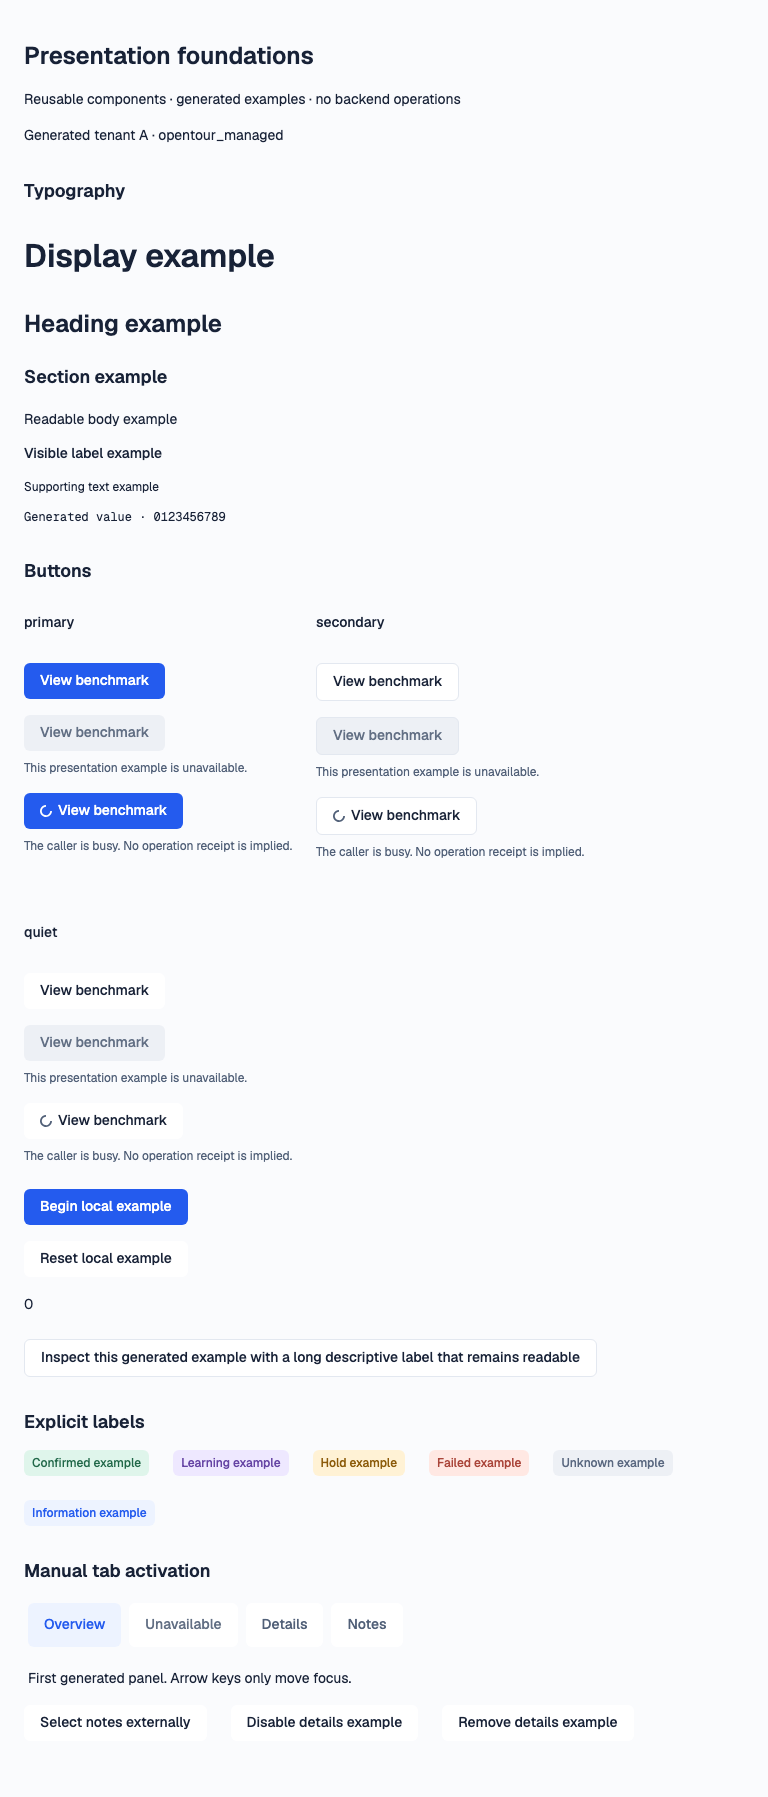 Presentation foundations
Reusable components · generated examples · no backend operations
Generated tenant A · opentour_managed
Typography
Display example
Heading example
Section example
Readable body example
Visible label example
Supporting text example
Generated value · 0123456789
Buttons
primary
View benchmark
View benchmark
This presentation example is unavailable.
View benchmark
The caller is busy. No operation receipt is implied.
secondary
View benchmark
View benchmark
This presentation example is unavailable.
View benchmark
The caller is busy. No operation receipt is implied.
quiet
View benchmark
View benchmark
This presentation example is unavailable.
View benchmark
The caller is busy. No operation receipt is implied.
Begin local example
Reset local example
0
Inspect this generated example with a long descriptive label that remains readable
Explicit labels
Confirmed example Learning example Hold example Failed example Unknown example
Information example
Manual tab activation
Overview Unavailable Details Notes
First generated panel. Arrow keys only move focus.
Select notes externally Disable details example Remove details example